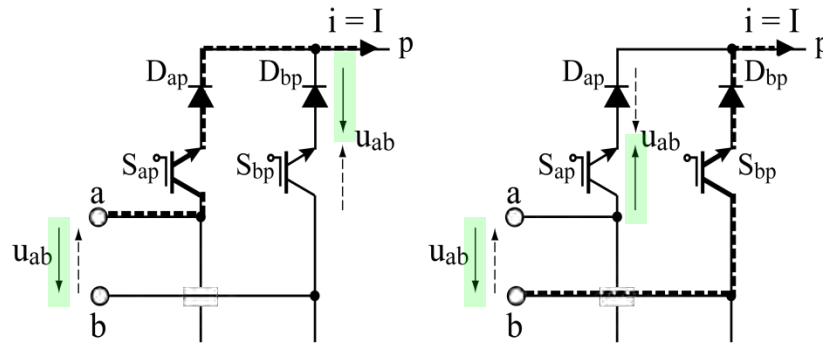 i = I
p
D_ap
D_bp
u_ab
S_ap
S_bp
a
u_ab
b
i = I
p
D_ap
D_bp
u_ab
S_ap
S_bp
a
u_ab
b